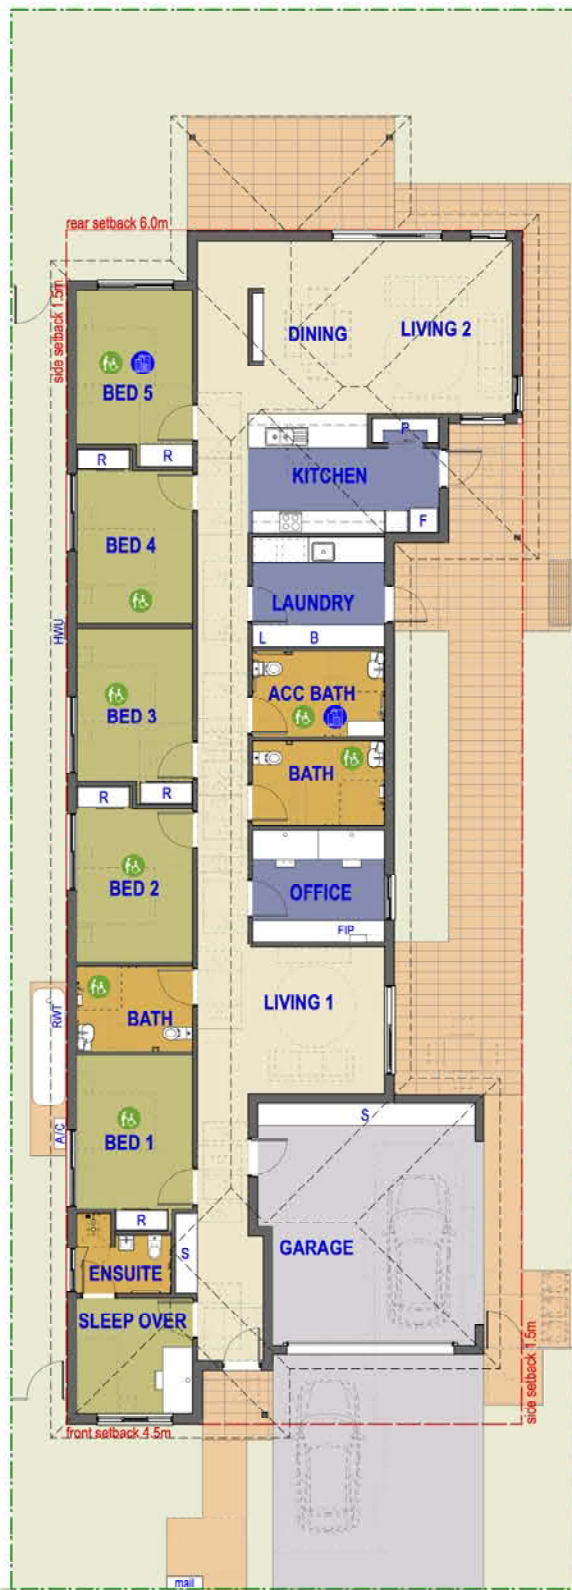 rear setback 6.0m
side setback 1.5m
DINING
LIVING 2
BED 5
P
R
R
KITCHEN
F
BED 4
HWU
LAUNDRY
L
B
BED 3
ACC BATH
BATH
R
R
BED 2
OFFICE
FIP
BATH
RWT
LIVING 1
A/C
BED 1
S
R
S
GARAGE
ENSUITE
SLEEP OVER
side setback 1.5m
front setback 4.5m
mail